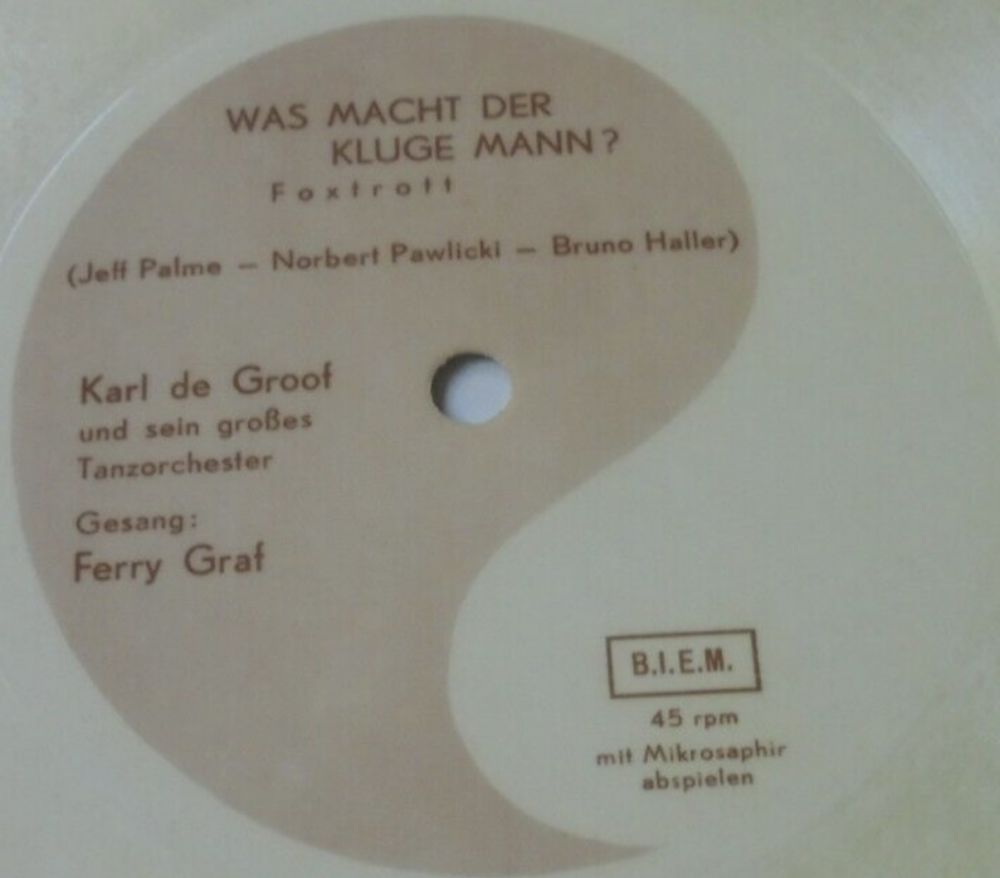 WAS MACHT DER
KLUGE MANN?
Foxtrott
(Jeff Palme — Norbert Pawlicki — Bruno Haller)
Karl de Groof
und sein großes
Tanzorchester
Gesang:
Ferry Graf
B.I.E.M.
45 rpm
mit Mikrosaphir
abspielen